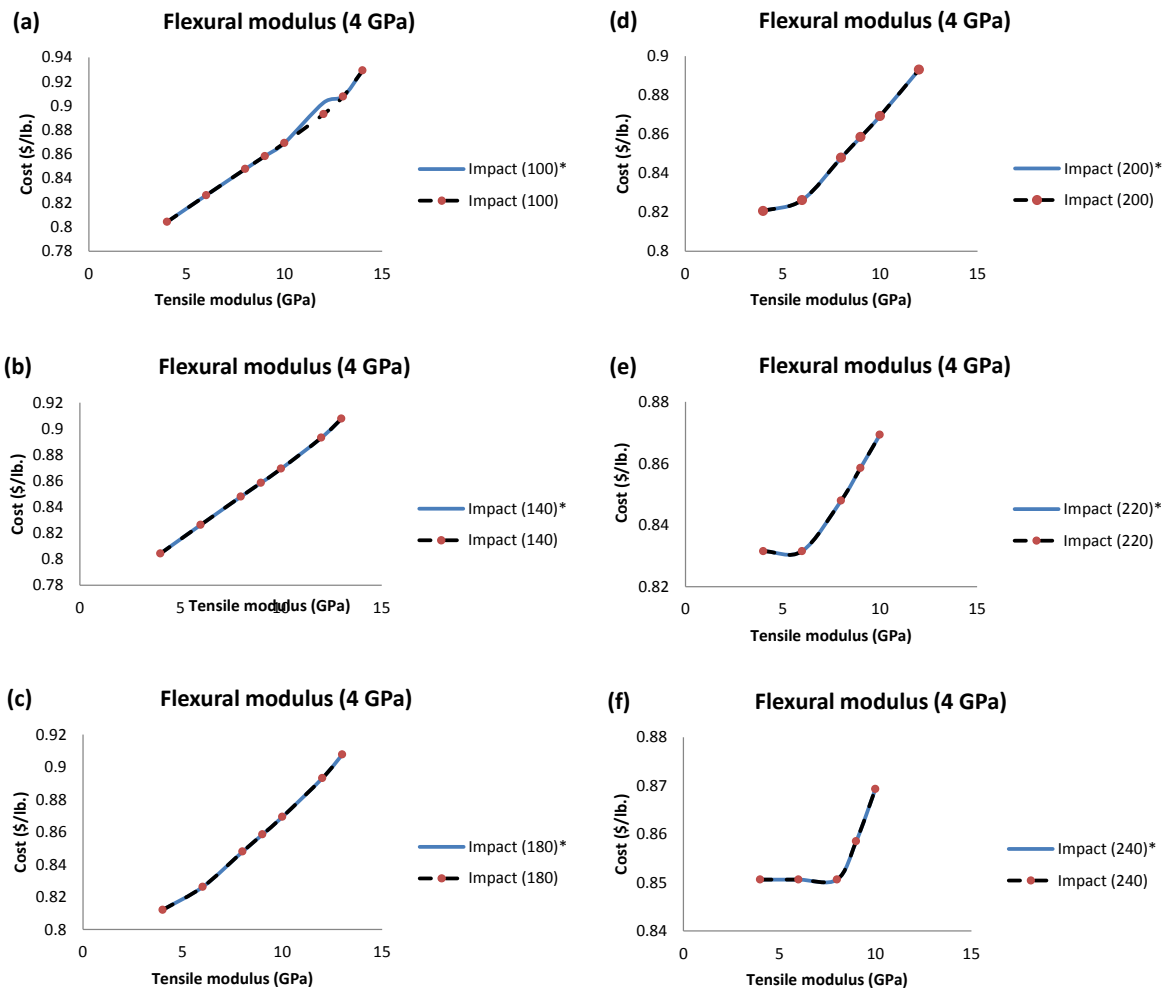 (a)
Flexural modulus (4 GPa)
0.94
0.92
0.9
0.88
0.86
0.84
0.82
0.8
0.78
Cost ($/lb.)
0 5 10 15
Tensile modulus (GPa)
Impact (100)*
Impact (100)
(b)
Flexural modulus (4 GPa)
0.92
0.9
0.88
0.86
0.84
0.82
0.8
0.78
Cost ($/lb.)
0 5 10 15
Tensile modulus (GPa)
Impact (140)*
Impact (140)
(c)
Flexural modulus (4 GPa)
0.92
0.9
0.88
0.86
0.84
0.82
0.8
Cost ($/lb.)
0 5 10 15
Tensile modulus (GPa)
Impact (180)*
Impact (180)
(d)
Flexural modulus (4 GPa)
0.9
0.88
0.86
0.84
0.82
0.8
Cost ($/lb.)
0 5 10 15
Tensile modulus (GPa)
Impact (200)*
Impact (200)
(e)
Flexural modulus (4 GPa)
0.88
0.86
0.84
0.82
Cost ($/lb.)
0 5 10 15
Tensile modulus (GPa)
Impact (220)*
Impact (220)
(f)
Flexural modulus (4 GPa)
0.88
0.87
0.86
0.85
0.84
Cost ($/lb.)
0 5 10 15
Tensile modulus (GPa)
Impact (240)*
Impact (240)